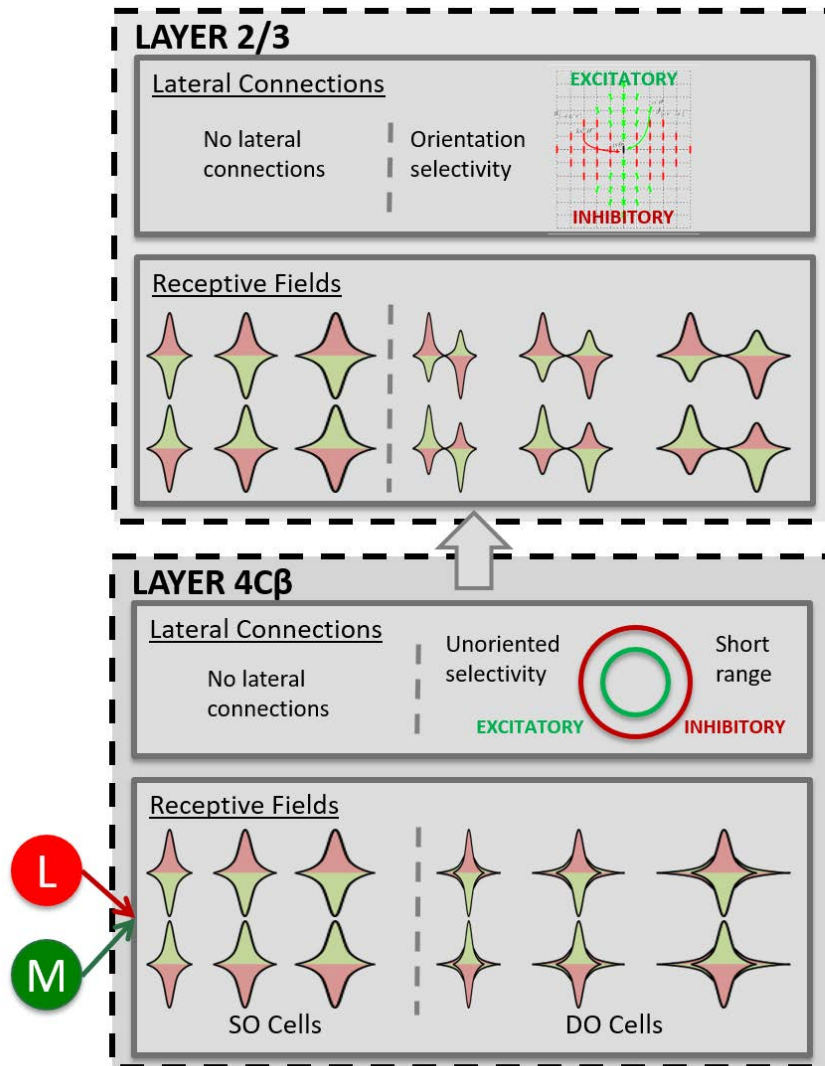 LAYER 2/3
Lateral Connections
No lateral
connections
Orientation
selectivity
EXCITATORY
INHIBITORY
Receptive Fields
LAYER 4Cβ
Lateral Connections
No lateral
connections
Unoriented
selectivity
Short
range
EXCITATORY
INHIBITORY
Receptive Fields
L
M
SO Cells
DO Cells